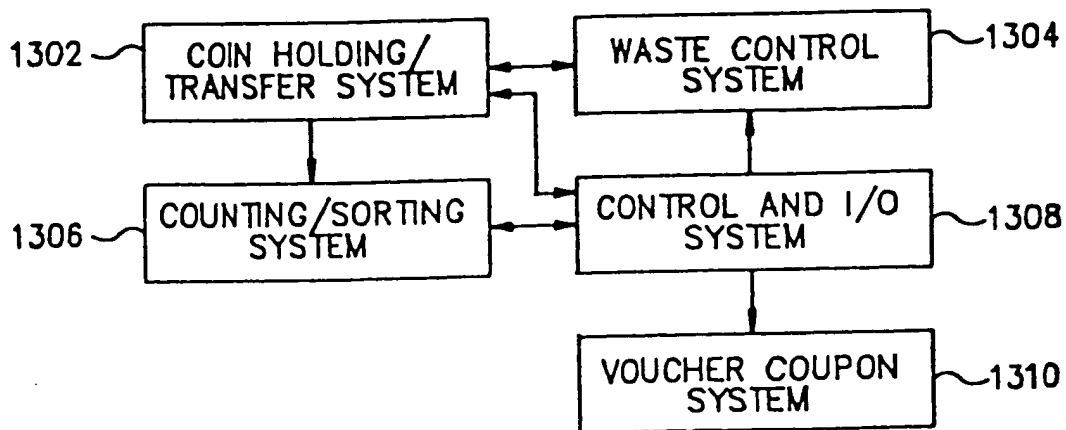 1302
COIN HOLDING/
TRANSFER SYSTEM
WASTE CONTROL
SYSTEM
1304
1306
COUNTING/SORTING
SYSTEM
CONTROL AND I/O
SYSTEM
1308
VOUCHER COUPON
SYSTEM
1310